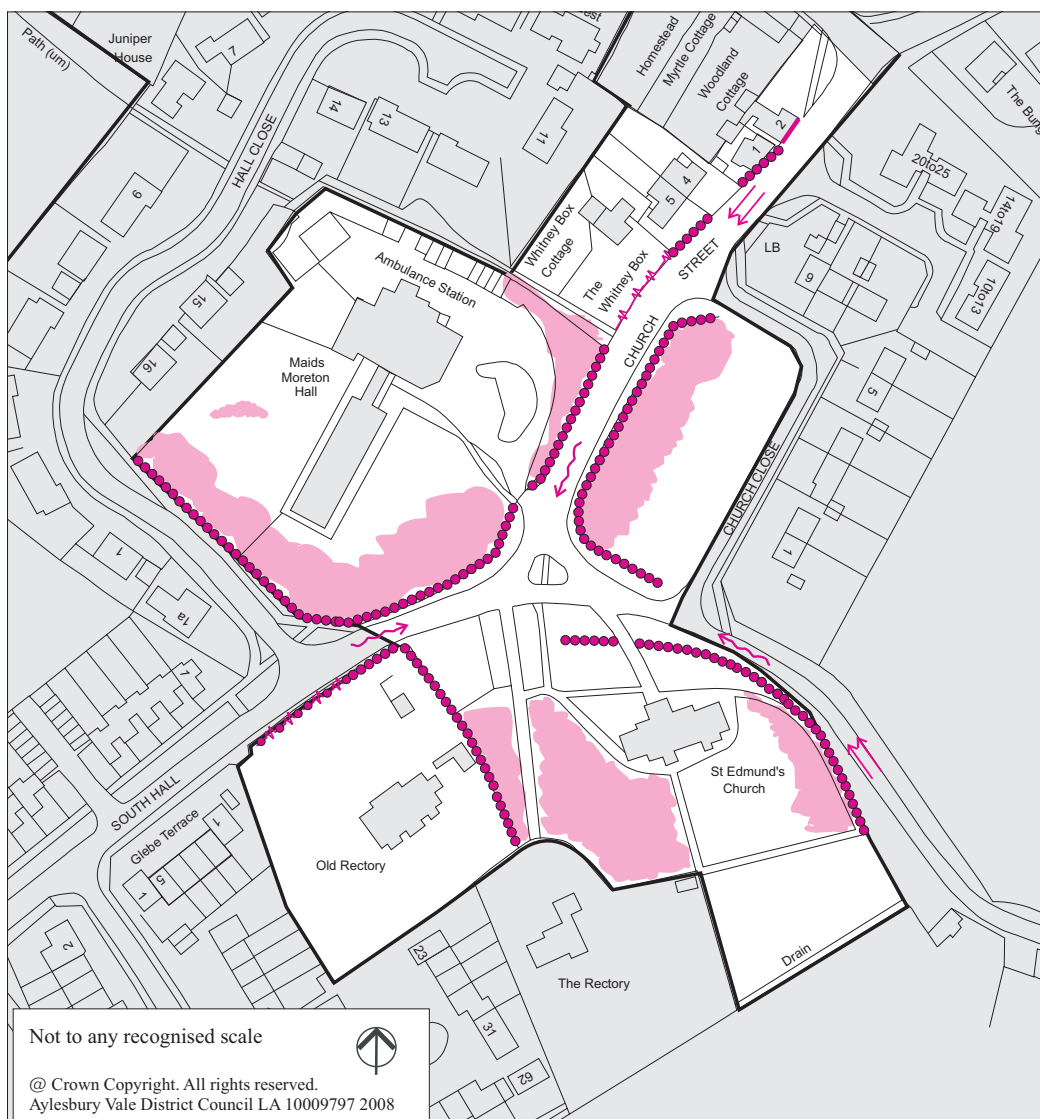 Path (um)
Juniper
House
7
HALL CLOSE
14
13
11
9
Homestead
Myrtle Cottage
Woodland
Cottage
2
1
4
5
The Bung
20to25
14to19
10to13
LB
6
5
Whitney Box
Cottage
The
Whitney Box
STREET
CHURCH
Ambulance Station
Maids
Moreton
Hall
15
16
CHURCH CLOSE
1
1
1a
1
SOUTH HALL
Glebe Terrace
1
5
1
Old Rectory
St Edmund's
Church
2
23
31
62
The Rectory
Drain
Not to any recognised scale
@ Crown Copyright. All rights reserved.
Aylesbury Vale District Council LA 10009797 2008